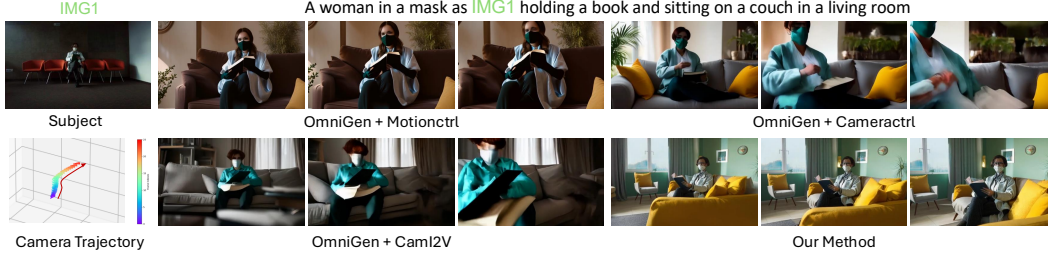 IMG1
A woman in a mask as IMG1 holding a book and sitting on a couch in a living room
Subject
OmniGen + Motionctrl
OmniGen + Cameractrl
Camera Trajectory
OmniGen + CamI2V
Our Method